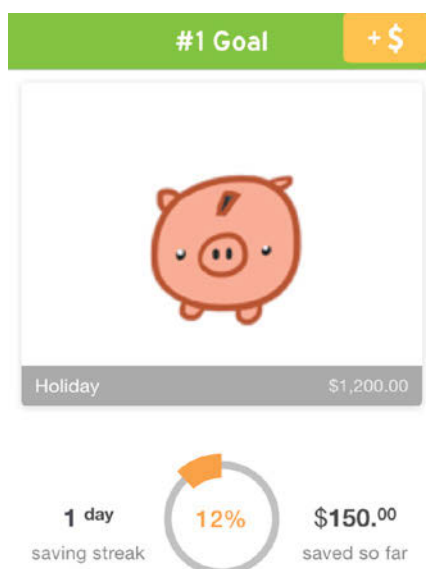 #1 Goal + $
Holiday $1,200.00
1 day 12% $150.00
saving streak saved so far